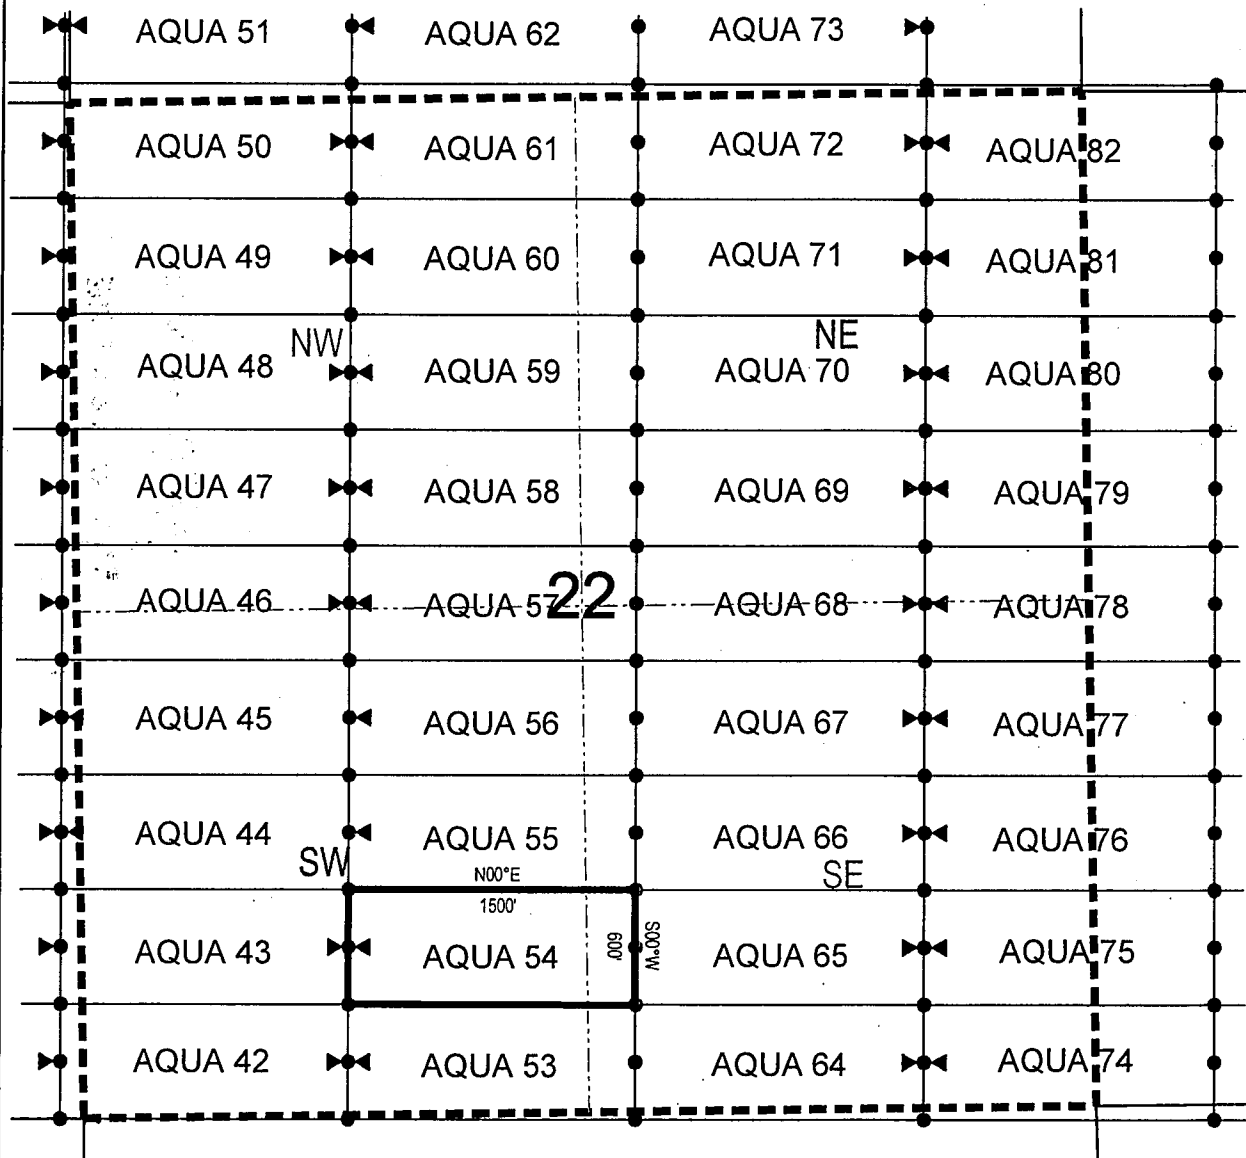 AQUA 51 AQUA 62 AQUA 73
AQUA 50 AQUA 61 AQUA 72 AQUA 82
AQUA 49 AQUA 60 AQUA 71 AQUA 81
NW NE
AQUA 48 AQUA 59 AQUA 70 AQUA 80
AQUA 47 AQUA 58 AQUA 69 AQUA 79
22
AQUA 46 AQUA 57 AQUA 68 AQUA 78
AQUA 45 AQUA 56 AQUA 67 AQUA 77
AQUA 44 AQUA 55 AQUA 66 AQUA 76
SW SE
N00°E
1500'
AQUA 43 AQUA 54 600' S00°W AQUA 65 AQUA 75
AQUA 42 AQUA 53 AQUA 64 AQUA 74